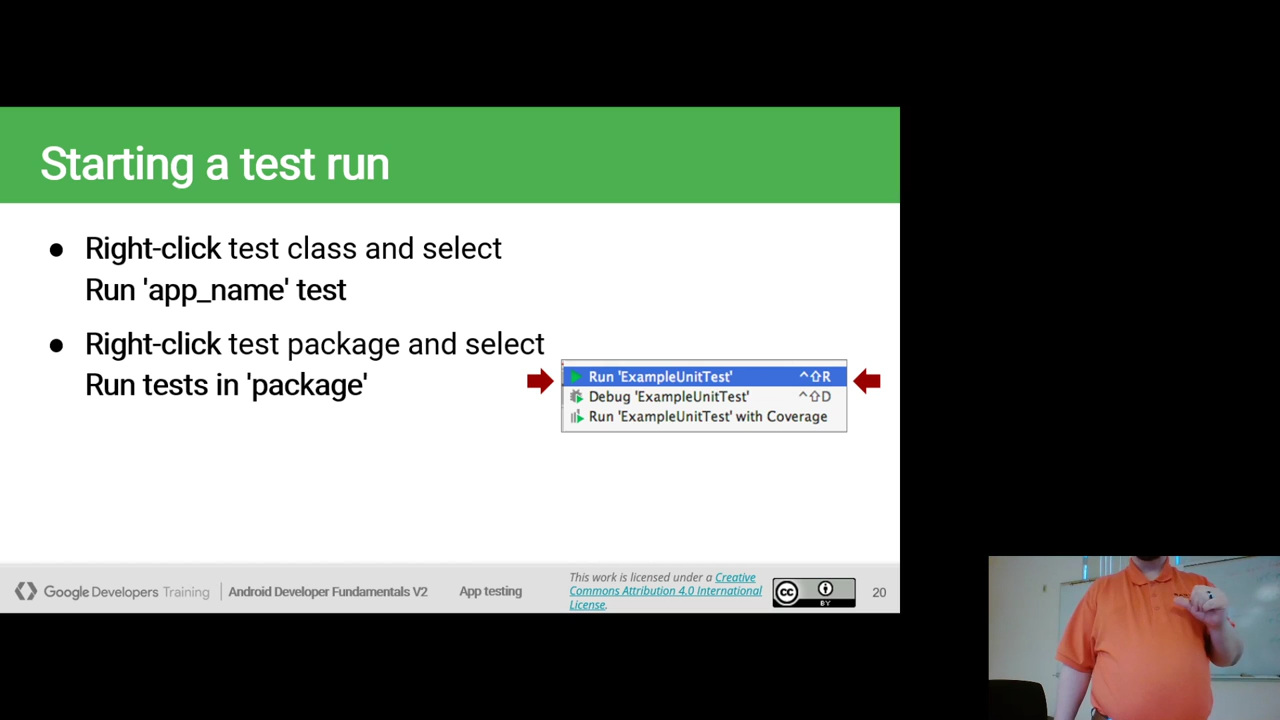 Starting a test run
● Right-click test class and select
Run 'app_name' test
● Right-click test package and select
Run tests in 'package'
Run 'ExampleUnitTest' ^⇧R
Debug 'ExampleUnitTest' ^⇧D
Run 'ExampleUnitTest' with Coverage
Google Developers Training
Android Developer Fundamentals V2
App testing
This work is licensed under a Creative
Commons Attribution 4.0 International
License.
cc BY
20